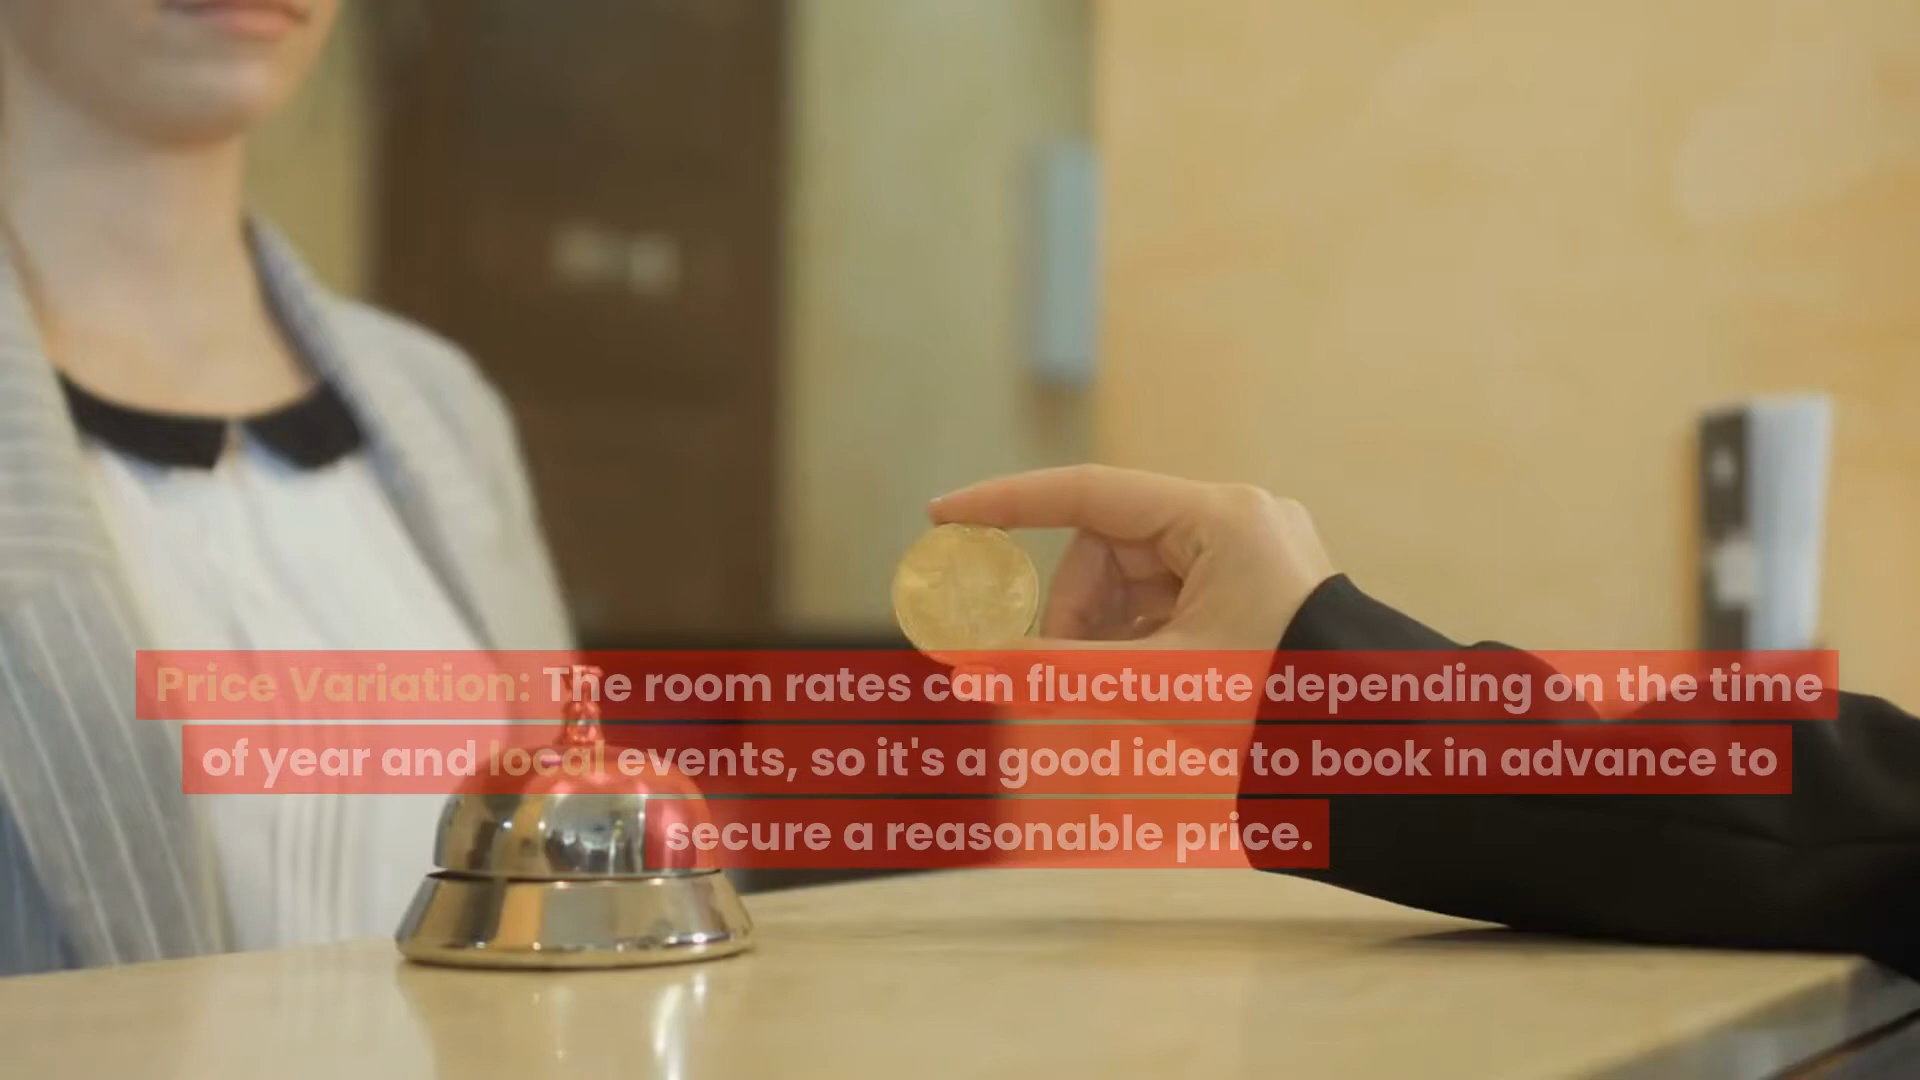 Price Variation: The room rates can fluctuate depending on the time
of year and local events, so it's a good idea to book in advance to
secure a reasonable price.